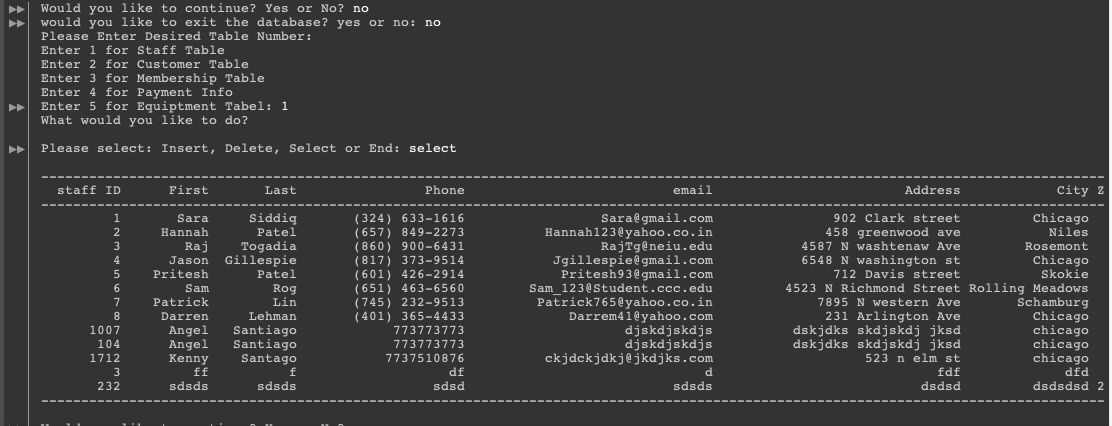 Would you like to continue? Yes or No? no
would you like to exit the database? yes or no: no
Please Enter Desired Table Number:
Enter 1 for Staff Table
Enter 2 for Customer Table
Enter 3 for Membership Table
Enter 4 for Payment Info
Enter 5 for Equiptment Tabel: 1
What would you like to do?
Please select: Insert, Delete, Select or End: select
staff ID First Last Phone email Address City Z
1 Sara Siddiq (324) 633-1616 Sara@gmail.com 902 Clark street Chicago
2 Hannah Patel (657) 849-2273 Hannah123@yahoo.co.in 458 greenwood ave Niles
3 Raj Togadia (860) 900-6431 RajTg@neiu.edu 4587 N washtenaw Ave Rosemont
4 Jason Gillespie (817) 373-9514 Jgillespie@gmail.com 6548 N washington st Chicago
5 Pritesh Patel (601) 426-2914 Pritesh93@gmail.com 712 Davis street Skokie
6 Sam Rog (651) 463-6560 Sam_123@Student.ccc.edu 4523 N Richmond Street Rolling Meadows
7 Patrick Lin (745) 232-9513 Patrick765@yahoo.co.in 7895 N western Ave Schamburg
8 Darren Lehman (401) 365-4433 Darrem41@yahoo.com 231 Arlington Ave Chicago
1007 Angel Santiago 773773773 djskdjskdjs dskjdks skdjskdj jksd chicago
104 Angel Santiago 773773773 djskdjskdjs dskjdks skdjskdj jksd chicago
1712 Kenny Santago 7737510876 ckjdckjdkj@jkdjks.com 523 n elm st chicago
3 ff f df d fdf dfd
232 sdsds sdsds sdsd sdsds dsdsd dsdsdsd 2